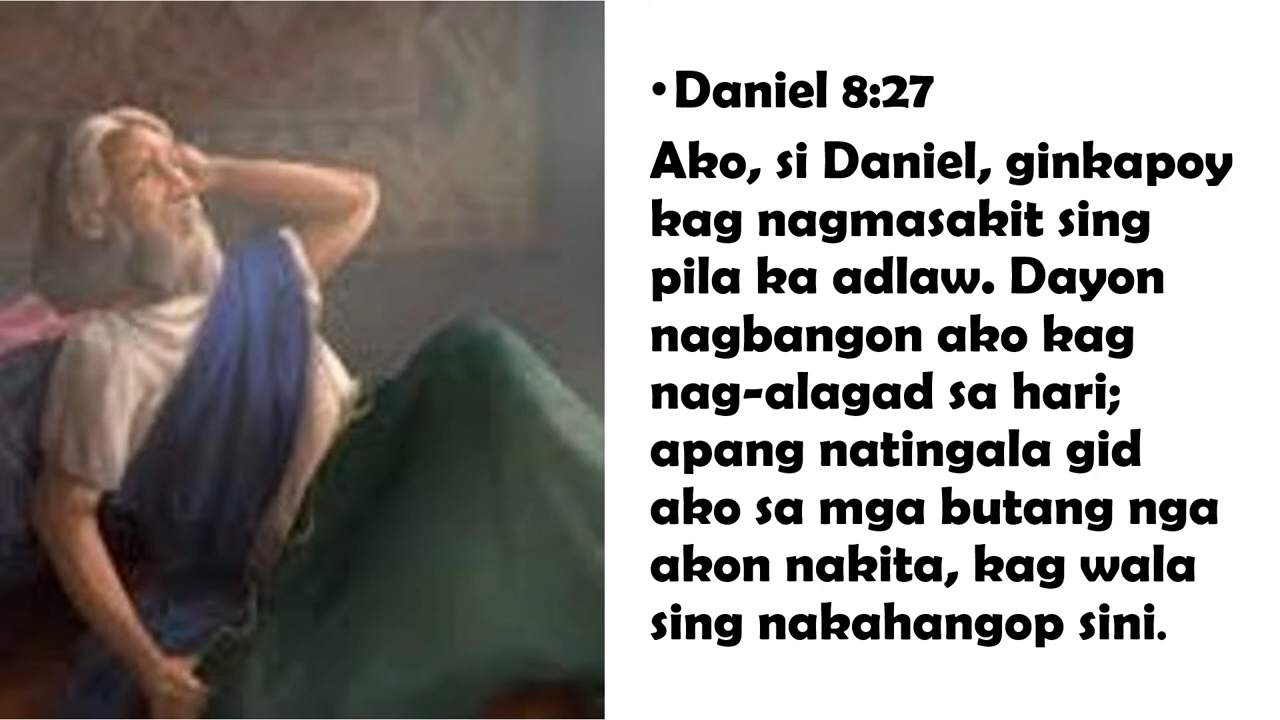 •Daniel 8:27
Ako, si Daniel, ginkapoy
kag nagmasakit sing
pila ka adlaw. Dayon
nagbangon ako kag
nag-alagad sa hari;
apang natingala gid
ako sa mga butang nga
akon nakita, kag wala
sing nakahangop sini.